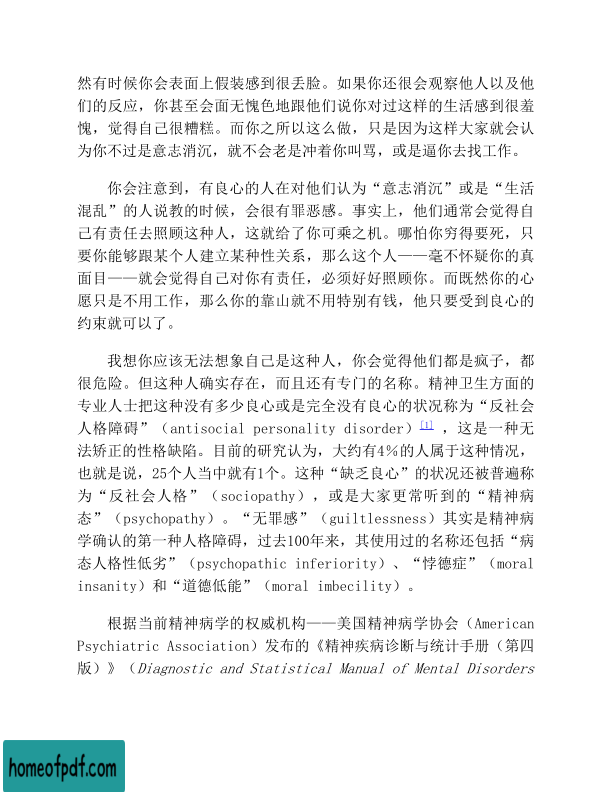 然有时候你会表面上假装感到很丢脸。如果你还很会观察他人以及他
们的反应，你甚至会面无愧色地跟他们说你对过这样的生活感到很羞
愧，觉得自己很糟糕。而你之所以这么做，只是因为这样大家就会认
为你不过是意志消沉，就不会老是冲着你叫骂，或是逼你去找工作。
你会注意到，有良心的人在对他们认为“意志消沉”或是“生活
混乱”的人说教的时候，会很有罪恶感。事实上，他们通常会觉得自
己有责任去照顾这种人，这就给了你可乘之机。哪怕你穷得要死，只
要你能够跟某个人建立某种性关系，那么这个人——毫不怀疑你的真
面目——就会觉得自己对你有责任，必须好好照顾你。而既然你的心
愿只是不用工作，那么你的靠山就不用特别有钱，他只要受到良心的
约束就可以了。
我想你应该无法想象自己是这种人，你会觉得他们都是疯子，都
很危险。但这种人确实存在，而且还有专门的名称。精神卫生方面的
专业人士把这种没有多少良心或是完全没有良心的状况称为“反社会
人格障碍”（antisocial personality disorder）[1] ，这是一种无
法矫正的性格缺陷。目前的研究认为，大约有4％的人属于这种情况，
也就是说，25个人当中就有1个。这种“缺乏良心”的状况还被普遍称
为“反社会人格”（sociopathy），或是大家更常听到的“精神病
态”（psychopathy）。“无罪感”（guiltlessness）其实是精神病
学确认的第一种人格障碍，过去100年来，其使用过的名称还包括“病
态人格性低劣”（psychopathic inferiority）、“悖德症”（moral
insanity）和“道德低能”（moral imbecility）。
根据当前精神病学的权威机构——美国精神病学协会（American
Psychiatric Association）发布的《精神疾病诊断与统计手册（第四
版）》（Diagnostic and Statistical Manual of Mental Disorders
homeofpdf.com